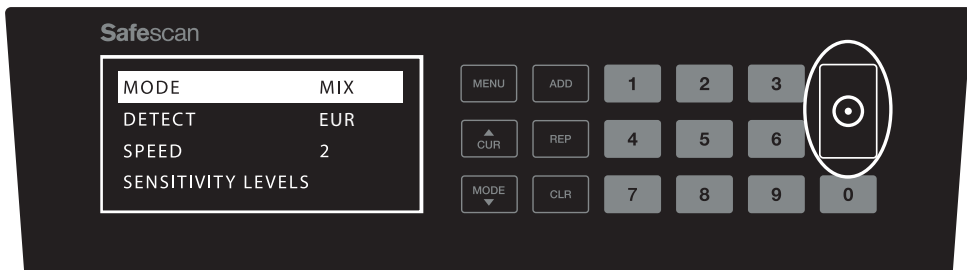 Safescan
MODE MIX
DETECT EUR
SPEED 2
SENSITIVITY LEVELS
MENU ADD 1 2 3
CUR REP 4 5 6
MODE CLR 7 8 9 0